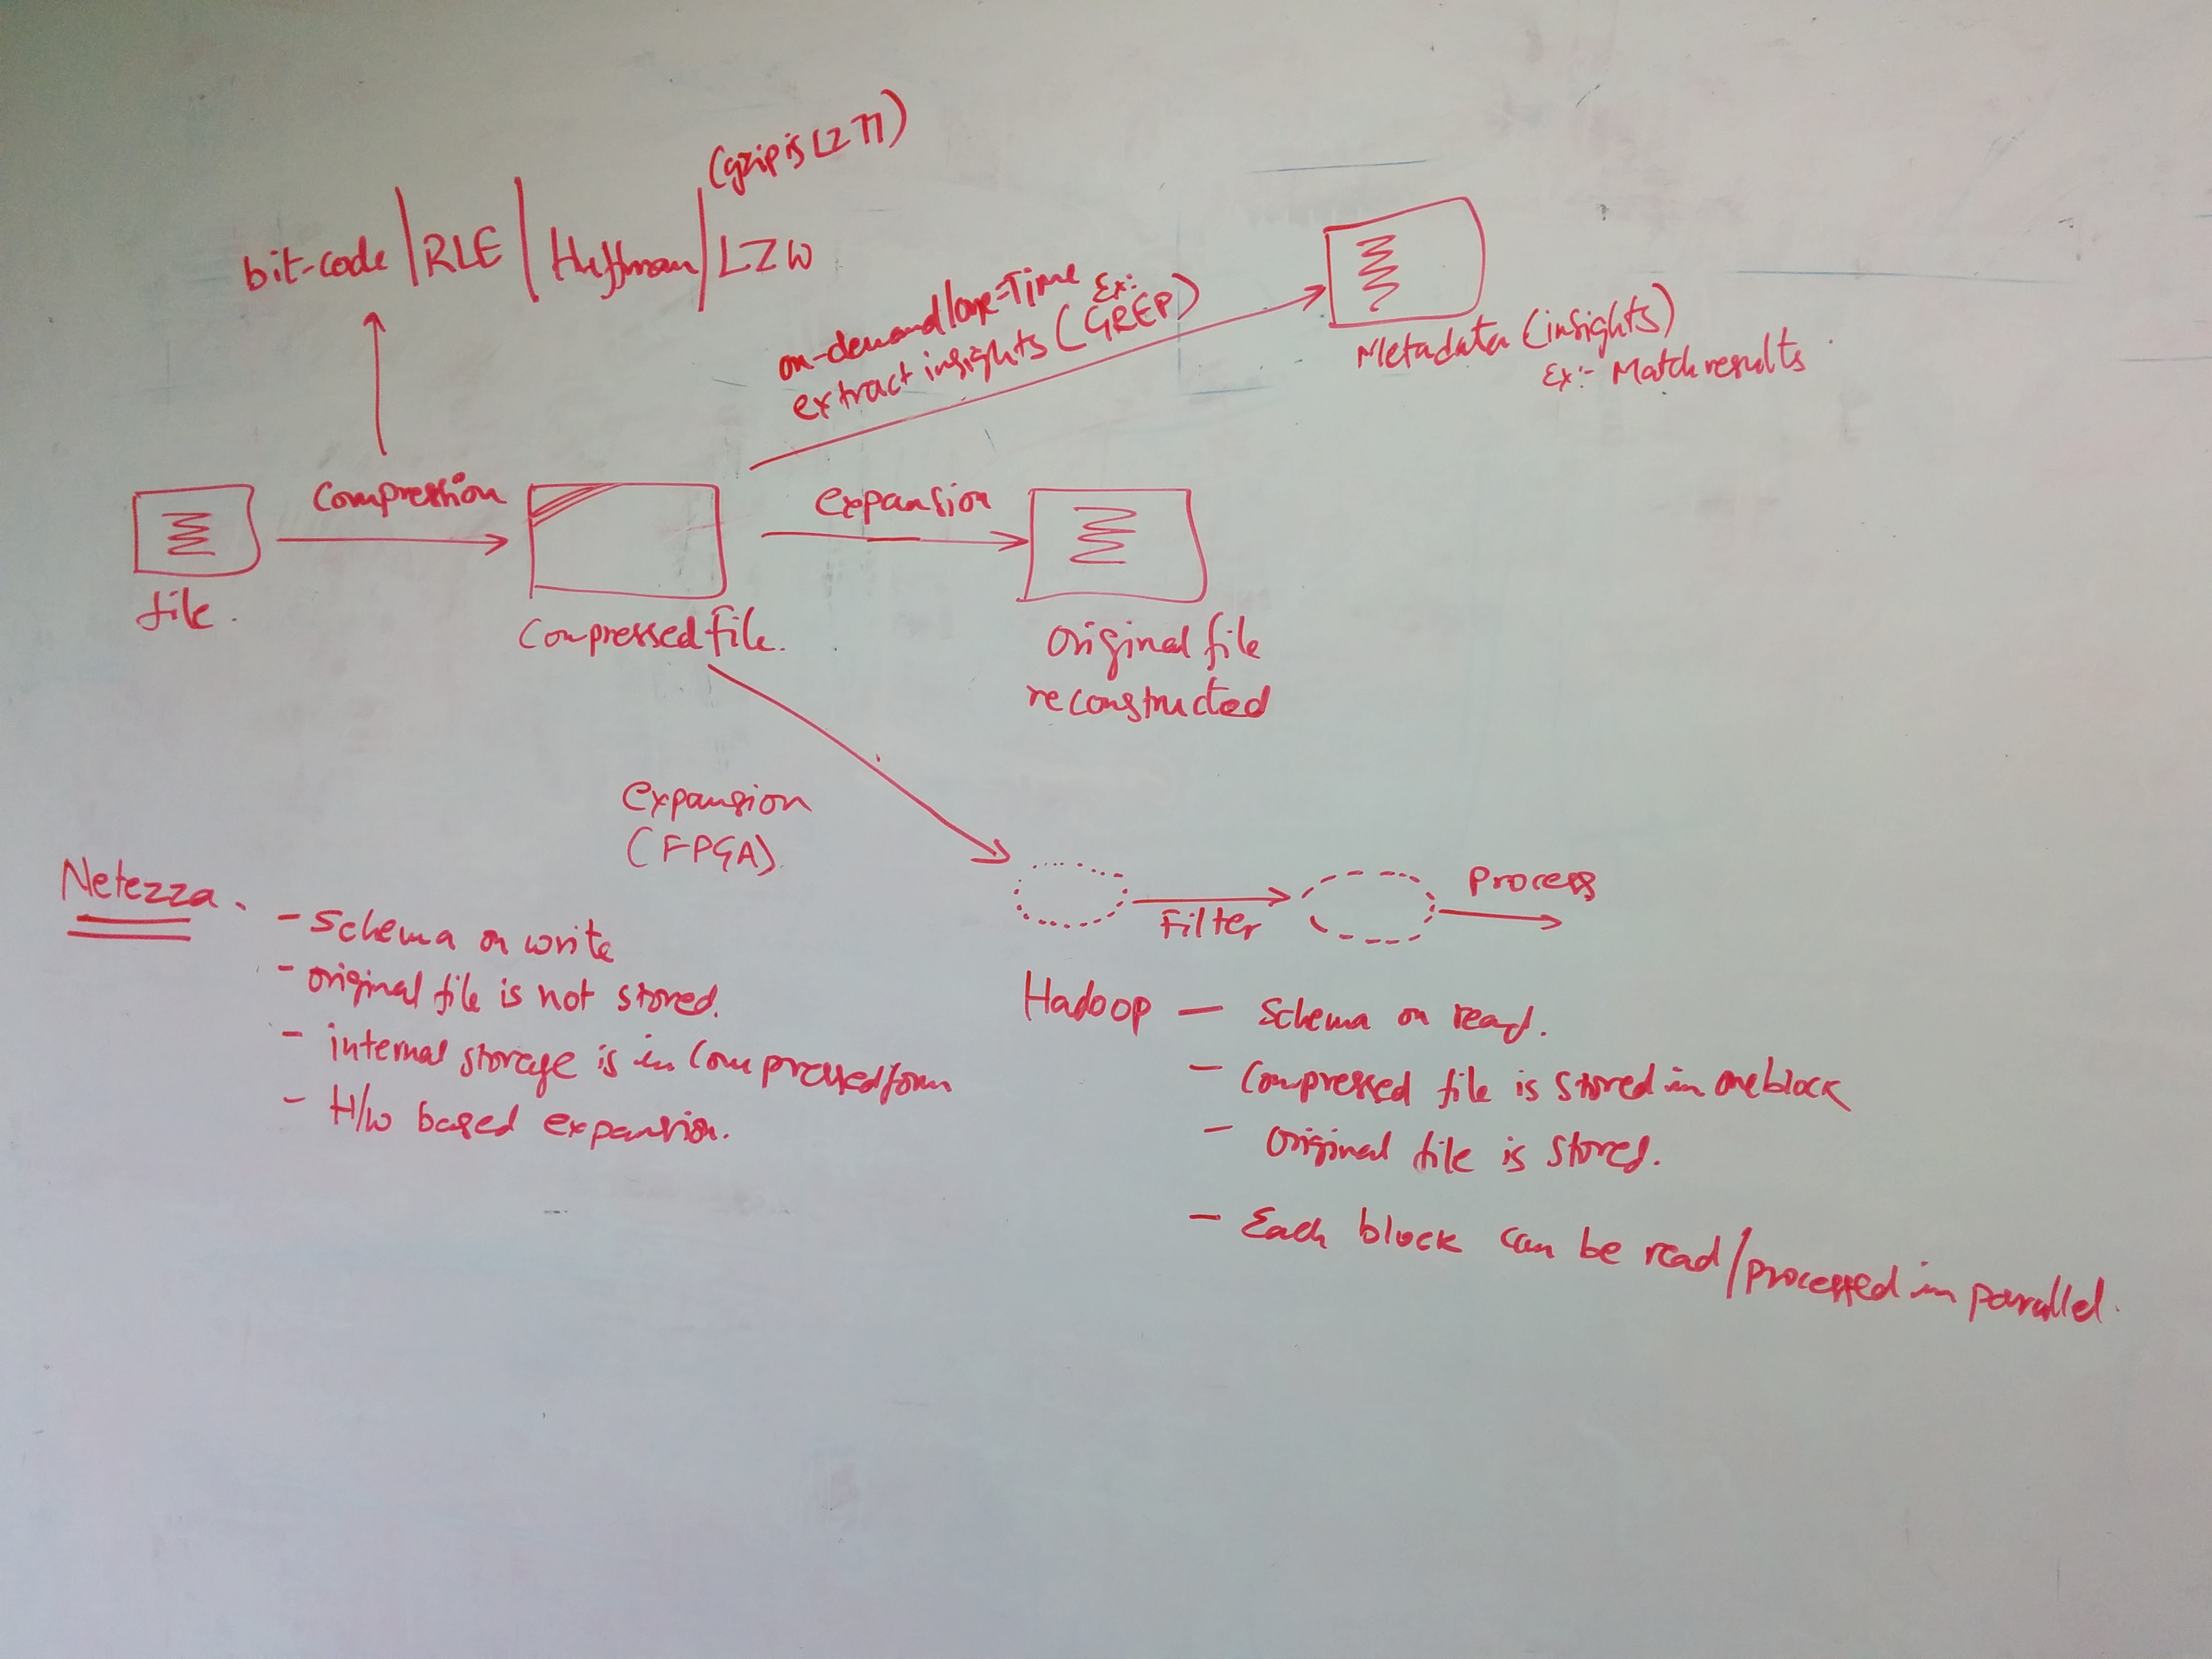 (gzip is LZ77)
bit-code | RLE | Huffman | LZW
on-demand/one-Time Ex:
extract insights (GREP)
Metadata (insights)
Ex:- Match results
Compression
file.
Compressed file.
expansion
original file
reconstructed
expansion
(FPGA)
Filter
Process
Netezza.
- Schema on write
- original file is not stored.
- internal storage is in Compressed form
- H/W based expansion.
Hadoop - Schema on read.
- Compressed file is stored in one block
- Original file is stored.
- Each block can be read/processed in parallel.